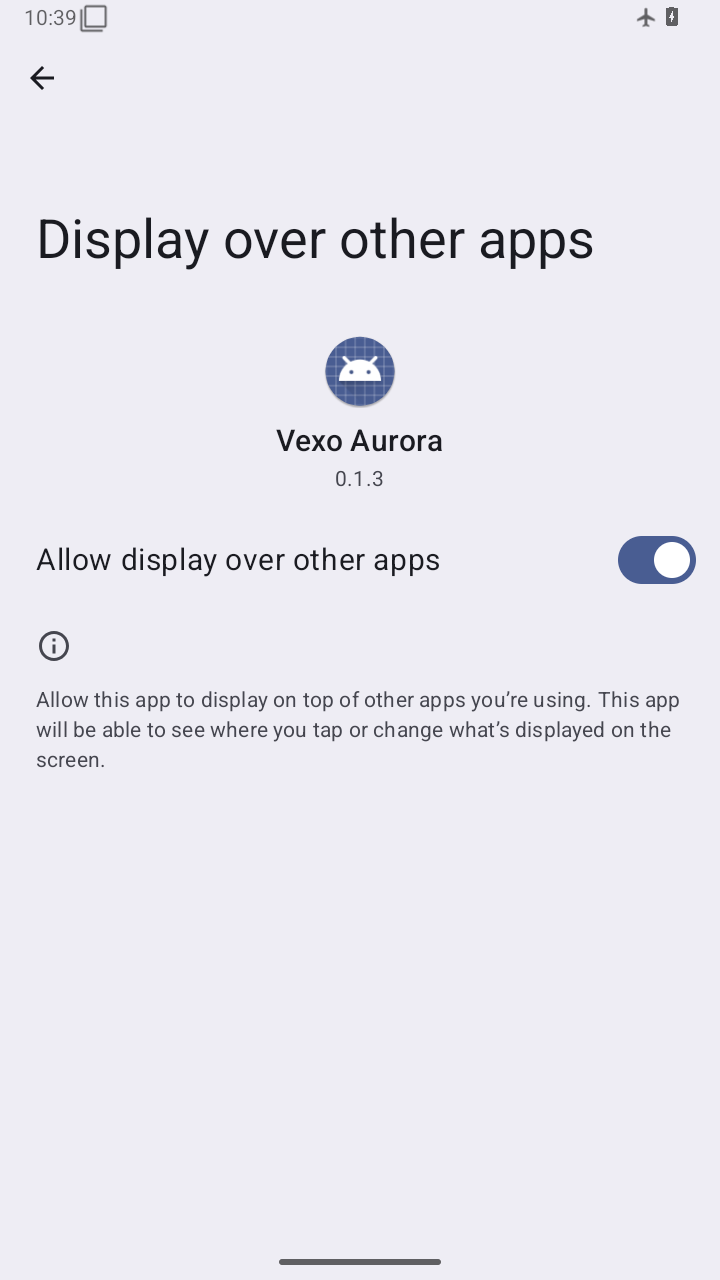 10:39
Display over other apps
Vexo Aurora
0.1.3
Allow display over other apps
Allow this app to display on top of other apps you’re using. This app
will be able to see where you tap or change what’s displayed on the
screen.